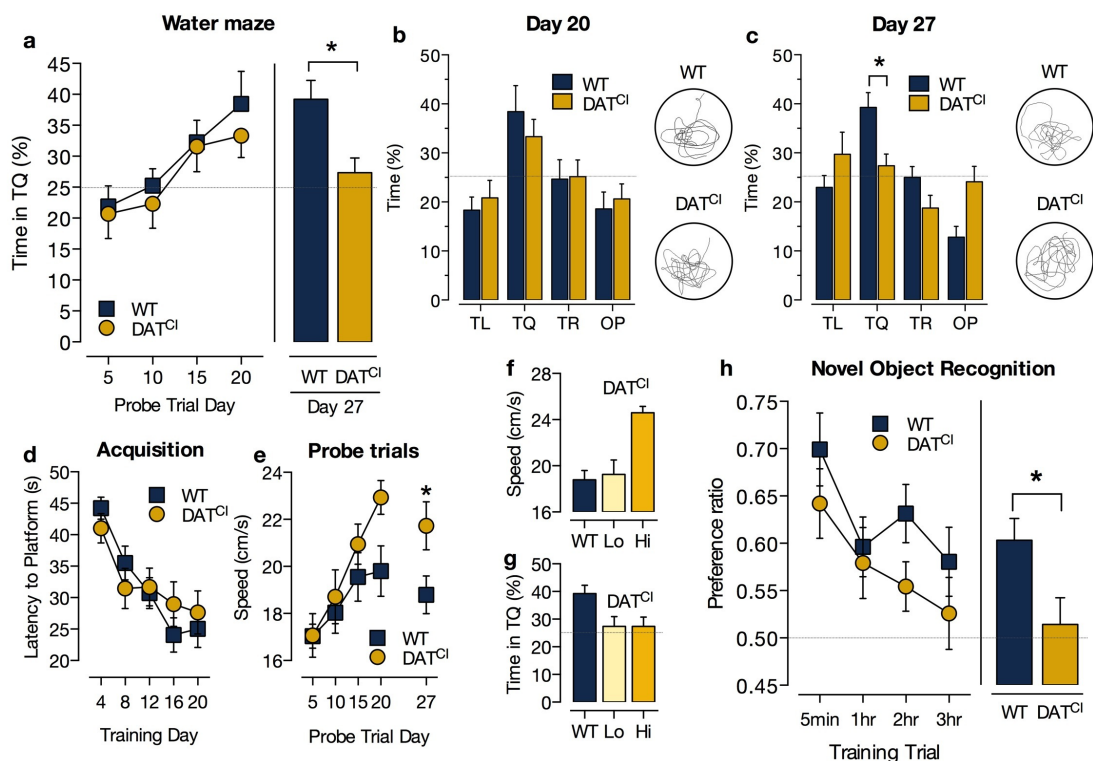 Water maze
a
*
Time in TQ (%)
45
40
35
30
25
20
15
10
5
0
WT
DATCI
5 10 15 20
Probe Trial Day
WT DATCI
Day 27
b
Day 20
Time (%)
50
40
30
20
10
0
WT
DATCI
TL TQ TR OP
WT
DATCI
c
Day 27
Time (%)
50
40
30
20
10
0
*
WT
DATCI
TL TQ TR OP
WT
DATCI
d
Acquisition
Latency to Platform (s)
50
45
40
35
30
25
20
WT
DATCI
4 8 12 16 20
Training Day
e
Probe trials
Speed (cm/s)
24
22
20
18
16
*
WT
DATCI
5 10 15 20 27
Probe Trial Day
f
Speed (cm/s)
28
24
20
16
DATCI
WT Lo Hi
g
Time in TQ (%)
50
40
30
20
10
0
DATCI
WT Lo Hi
h
Novel Object Recognition
Preference ratio
0.75
0.70
0.65
0.60
0.55
0.50
0.45
WT
DATCI
5min 1hr 2hr 3hr
Training Trial
*
WT DATCI